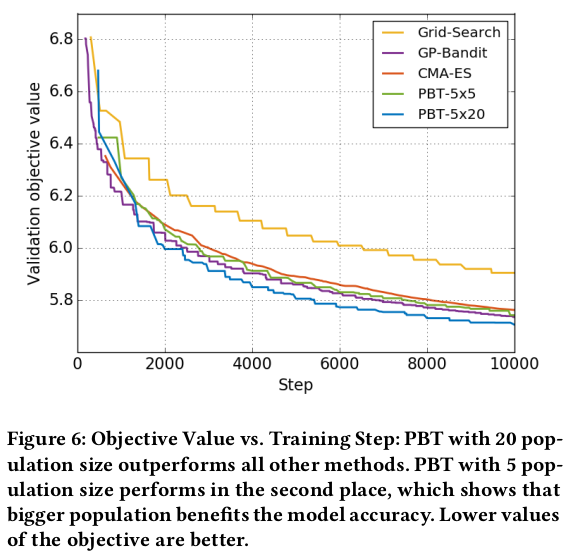 6.8
6.6
6.4
6.2
6.0
5.8
Validation objective value
Grid-Search
GP-Bandit
CMA-ES
PBT-5x5
PBT-5x20
0 2000 4000 6000 8000 10000
Step
Figure 6: Objective Value vs. Training Step: PBT with 20 pop-
ulation size outperforms all other methods. PBT with 5 pop-
ulation size performs in the second place, which shows that
bigger population benefits the model accuracy. Lower values
of the objective are better.